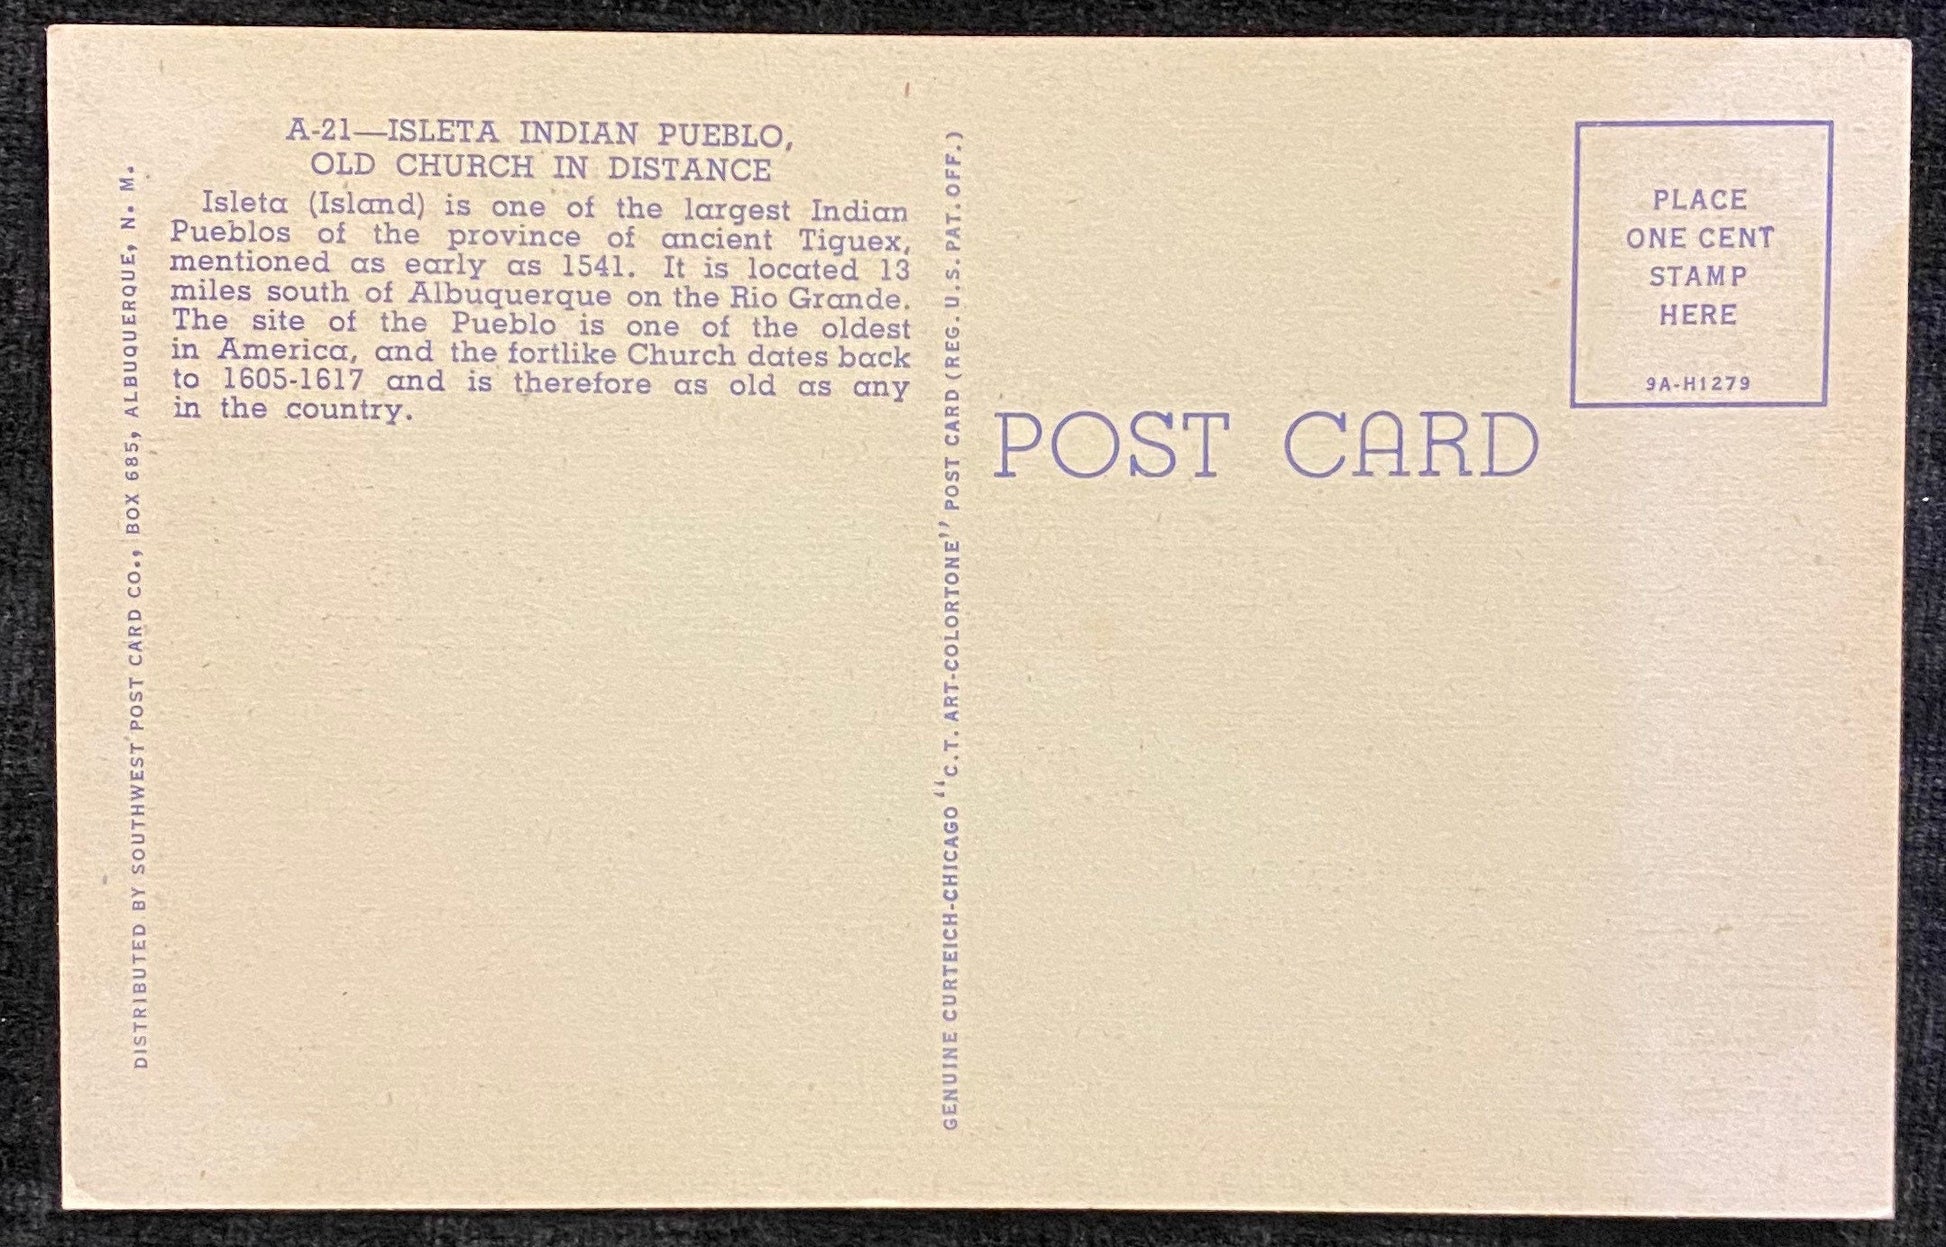 A-21—ISLETA INDIAN PUEBLO,
OLD CHURCH IN DISTANCE
Isleta (Island) is one of the largest Indian
Pueblos of the province of ancient Tiguex,
mentioned as early as 1541. It is located 13
miles south of Albuquerque on the Rio Grande.
The site of the Pueblo is one of the oldest
in America, and the fortlike Church dates back
to 1605-1617 and is therefore as old as any
in the country.
DISTRIBUTED BY SOUTHWEST POST CARD CO., BOX 685, ALBUQUERQUE, N. M.
GENUINE CURTEICH-CHICAGO "C.T. ART-COLORTONE" POST CARD (REG. U.S. PAT. OFF.)
POST CARD
PLACE
ONE CENT
STAMP
HERE
9A-H1279